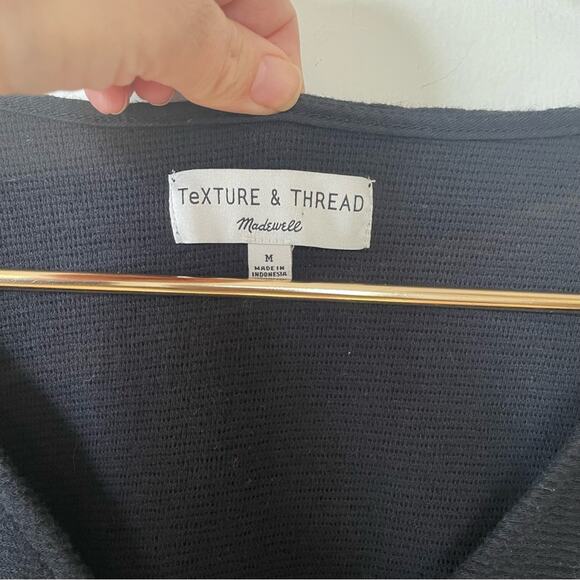 TeXTURE & THREAD
Madewell
M
MADE IN
INDONESIA